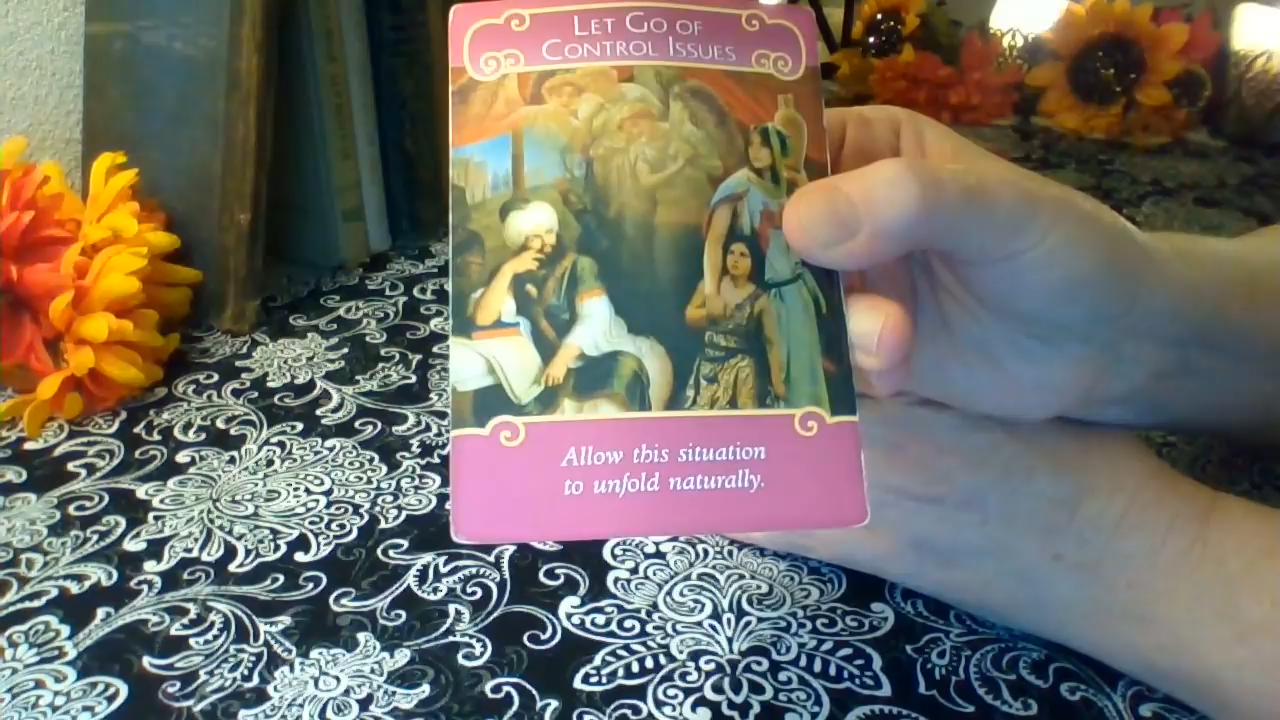 LET GO OF
CONTROL ISSUES
Allow this situation
to unfold naturally.